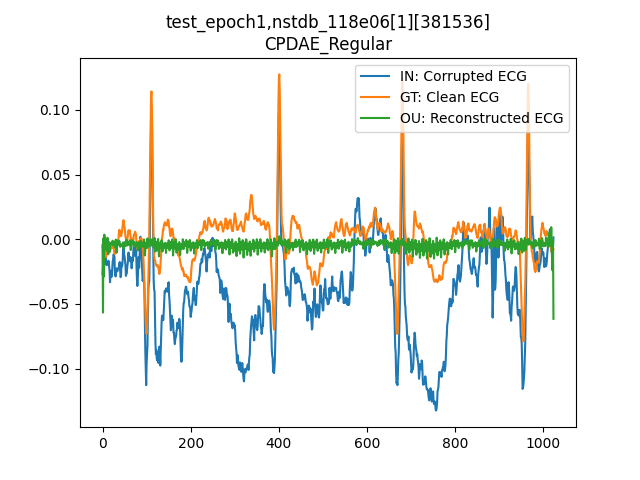 test_epoch1,nstdb_118e06[1][381536]
CPDAE_Regular
IN: Corrupted ECG
GT: Clean ECG
OU: Reconstructed ECG
0.10
0.05
0.00
−0.05
−0.10
0 200 400 600 800 1000